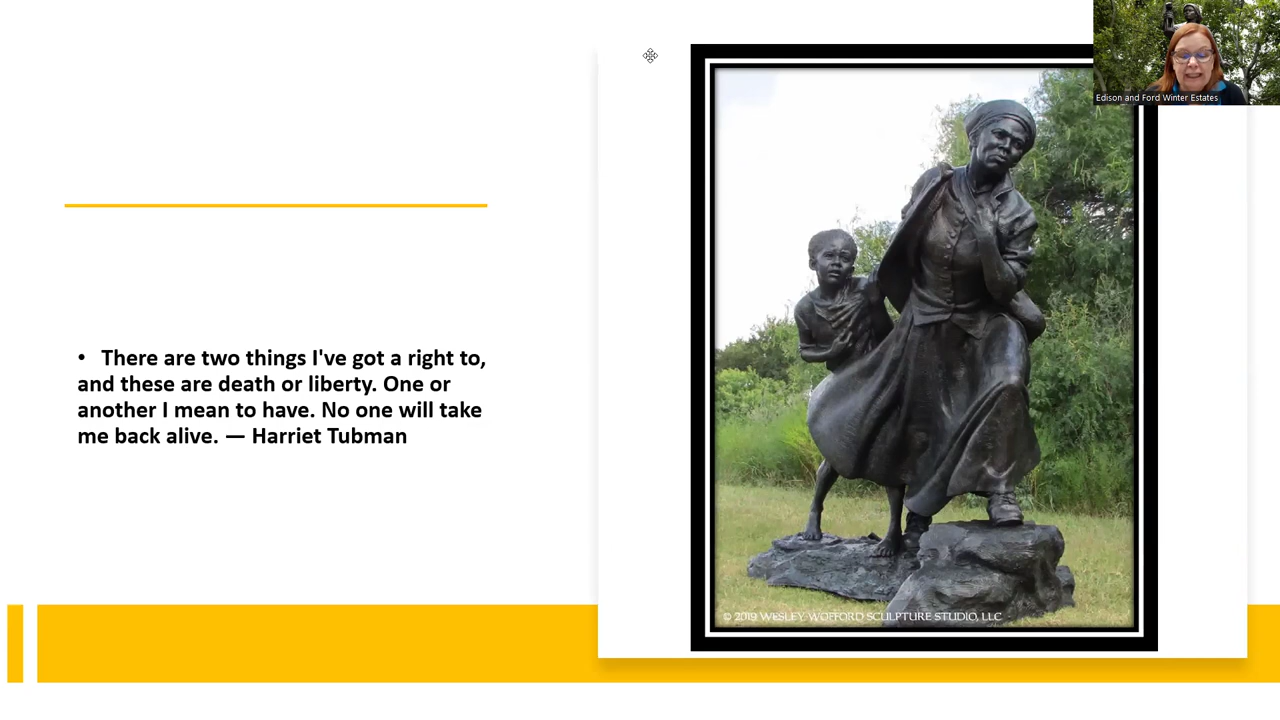 Edison and Ford Winter Estates
• There are two things I've got a right to,
and these are death or liberty. One or
another I mean to have. No one will take
me back alive. — Harriet Tubman
© 2019 WESLEY WOFFORD SCULPTURE STUDIO, LLC